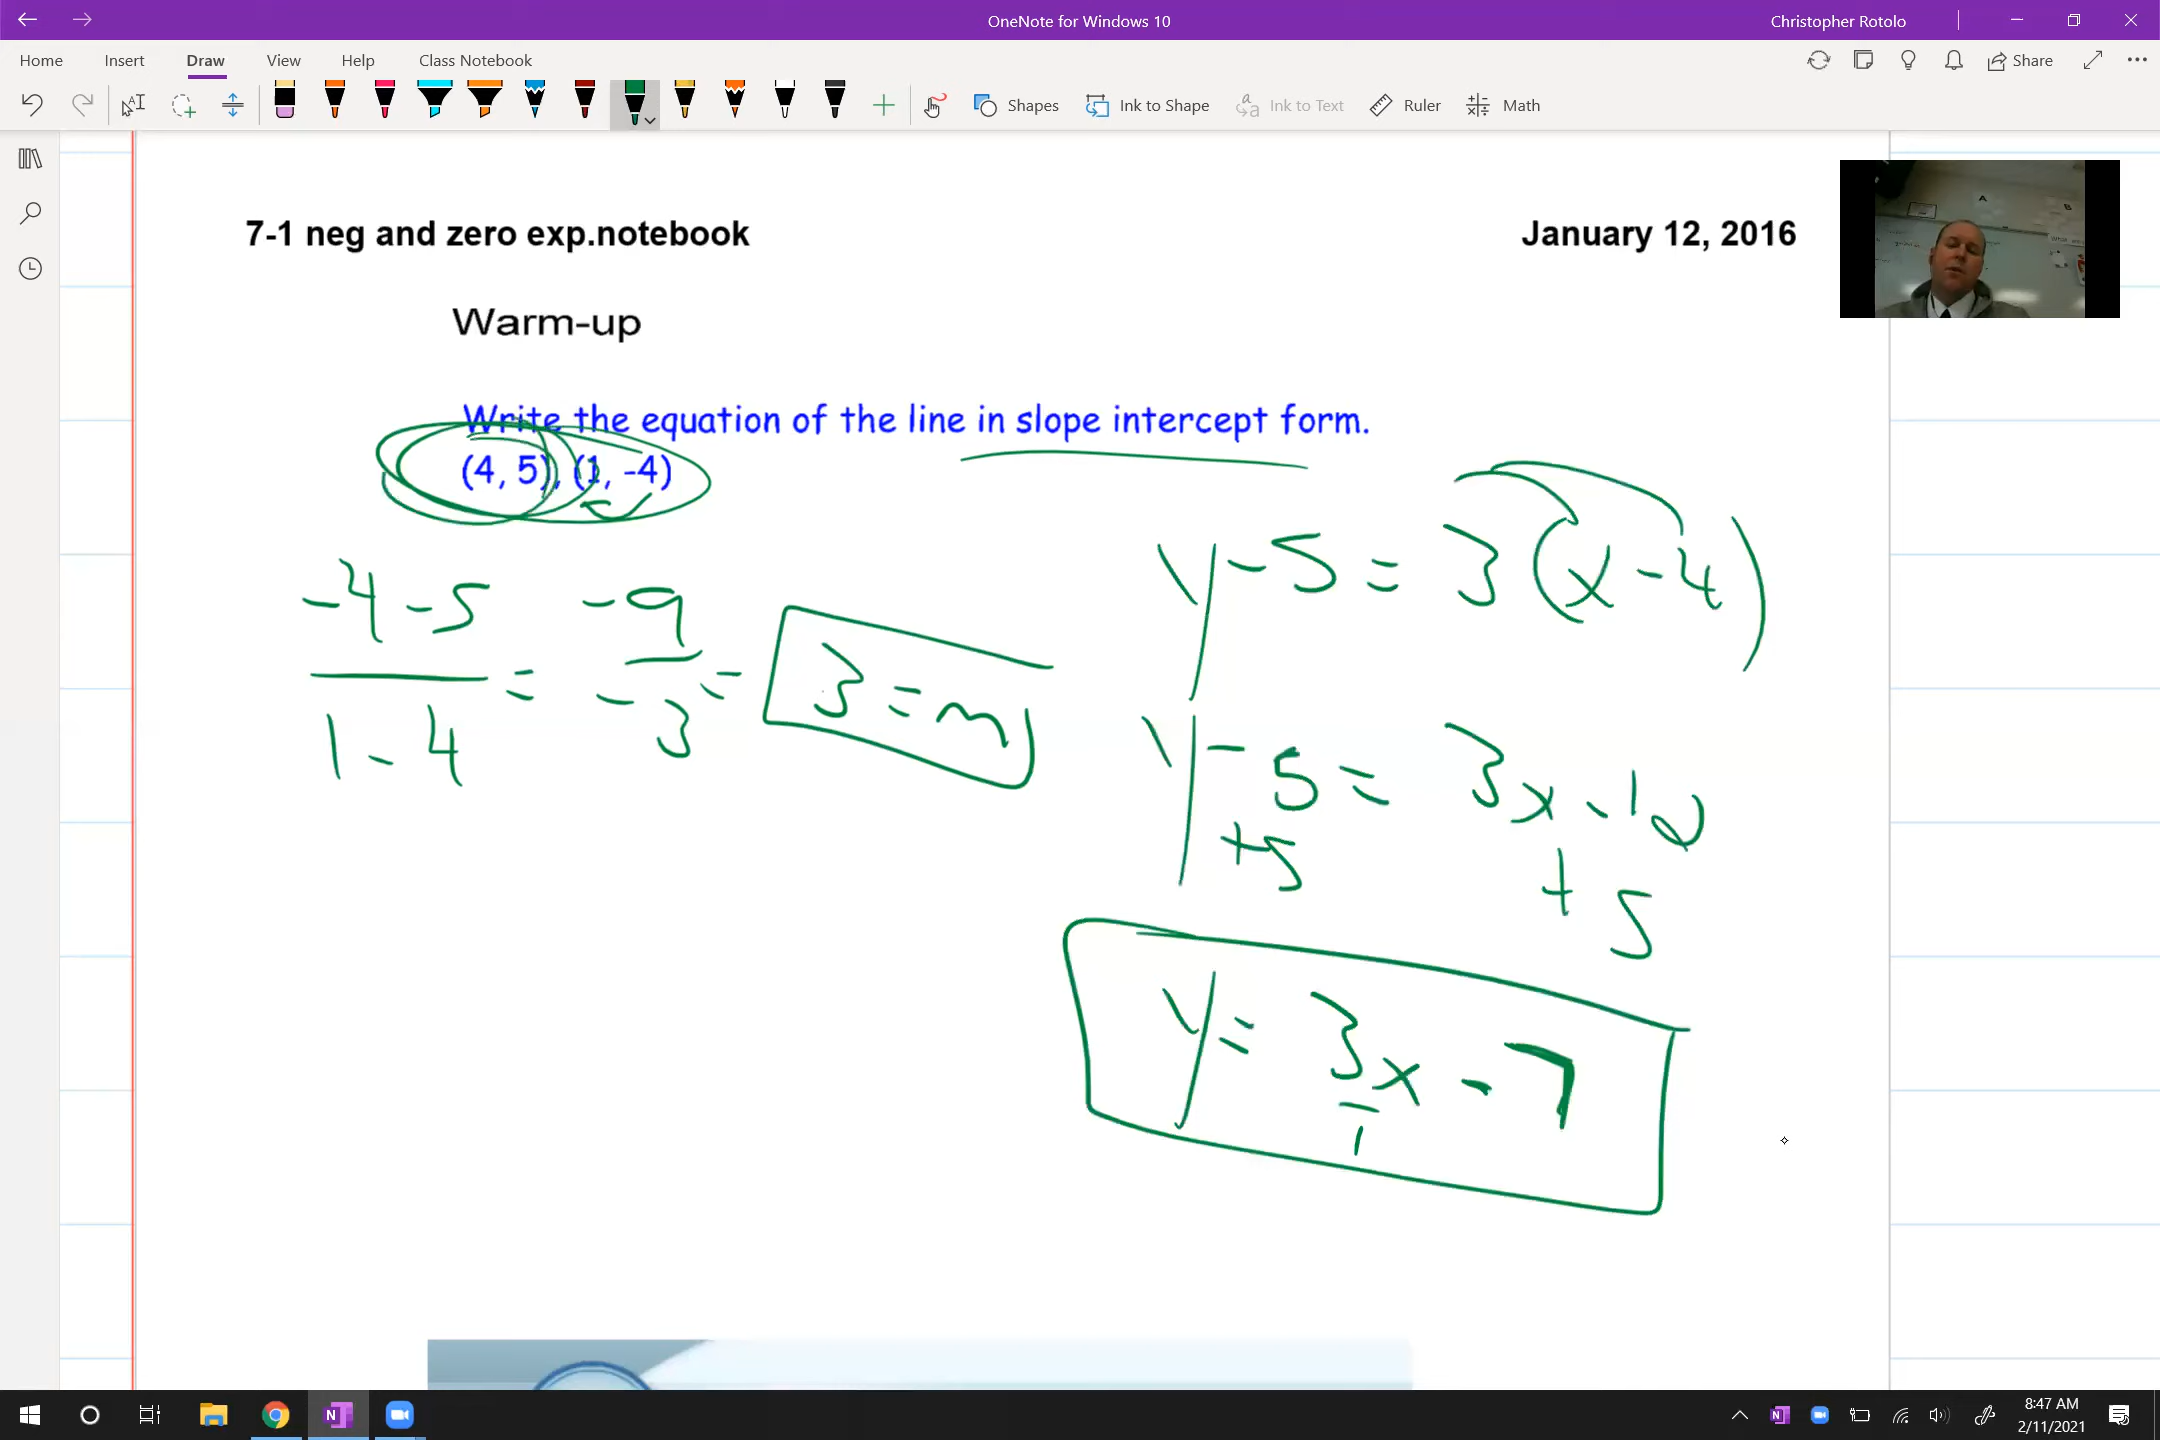 OneNote for Windows 10
Christopher Rotolo
Home Insert Draw View Help Class Notebook
Share
Shapes Ink to Shape Ink to Text Ruler Math
7-1 neg and zero exp.notebook
January 12, 2016
Warm-up
Write the equation of the line in slope intercept form.
(4, 5), (1, -4)
-4 - 5 / 1 - 4 = -9 / -3 = 3 = m
y - 5 = 3 (x - 4)
y - 5 = 3x - 12
+5 + 5
y = 3x - 7
1
8:47 AM
2/11/2021